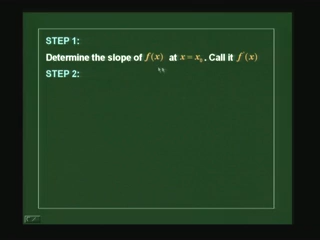 STEP 1:
Determine the slope of f(x) at x = x₀. Call it f′(x)
STEP 2: